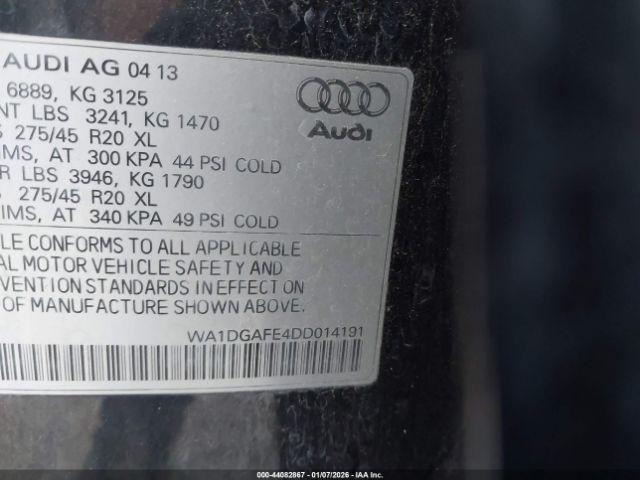 AUDI AG 04 13
6889, KG 3125
NT LBS 3241, KG 1470
S 275/45 R20 XL
IMS, AT 300 KPA 44 PSI COLD
R LBS 3946, KG 1790
S 275/45 R20 XL
IMS, AT 340 KPA 49 PSI COLD
LE CONFORMS TO ALL APPLICABLE
AL MOTOR VEHICLE SAFETY AND
VENTION STANDARDS IN EFFECT ON
OF MANUFACTURE SHOWN ABOVE.
WA1DGAFE4DD014191
Audi
000-44082867 - 01/07/2026 - IAA Inc.